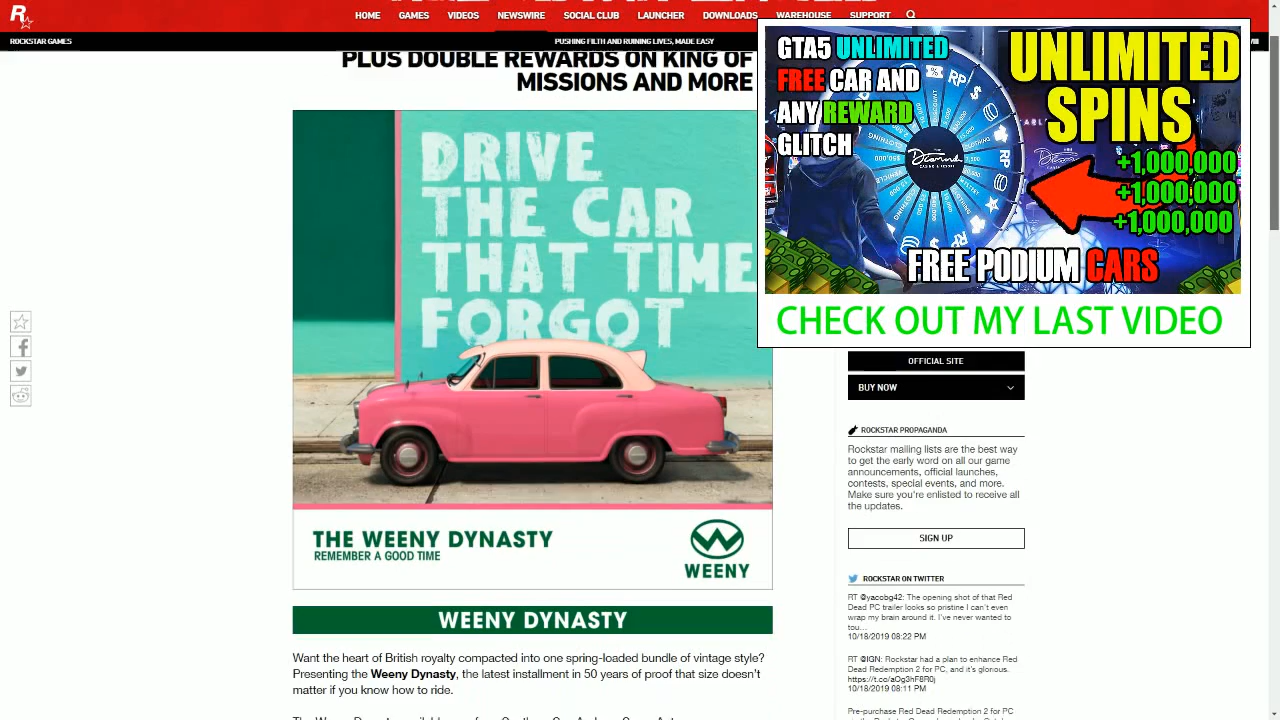 R
HOME GAMES VIDEOS NEWSWIRE SOCIAL CLUB LAUNCHER DOWNLOADS WAREHOUSE SUPPORT
ROCKSTAR GAMES
PUSHING FILTH AND RUINING LIVES, MADE EASY
PLUS DOUBLE REWARDS ON KING OF
MISSIONS AND MORE
DRIVE
THE CAR
THAT TIME
FORGOT
THE WEENY DYNASTY
REMEMBER A GOOD TIME
WEENY
WEENY DYNASTY
Want the heart of British royalty compacted into one spring-loaded bundle of vintage style?
Presenting the Weeny Dynasty, the latest installment in 50 years of proof that size doesn't
matter if you know how to ride.
GTA5 UNLIMITED
FREE CAR AND
ANY REWARD
GLITCH
UNLIMITED
SPINS
+1,000,000
+1,000,000
+1,000,000
THE
Diamond
CASINO & RESORT
FREE PODIUM CARS
CHECK OUT MY LAST VIDEO
OFFICIAL SITE
BUY NOW
ROCKSTAR PROPAGANDA
Rockstar mailing lists are the best way
to get the early word on all our game
announcements, official launches,
contests, special events, and more.
Make sure you're enlisted to receive all
the updates.
SIGN UP
ROCKSTAR ON TWITTER
RT @yacobg42: The opening shot of that Red
Dead PC trailer looks so pristine I can't even
wrap my brain around it. I've never wanted to
tou...
10/18/2019 08:22 PM
RT @IGN: Rockstar had a plan to enhance Red
Dead Redemption 2 for PC, and it's glorious.
https://t.co/aOg3hF8R0j
10/18/2019 08:11 PM
Pre-purchase Red Dead Redemption 2 for PC